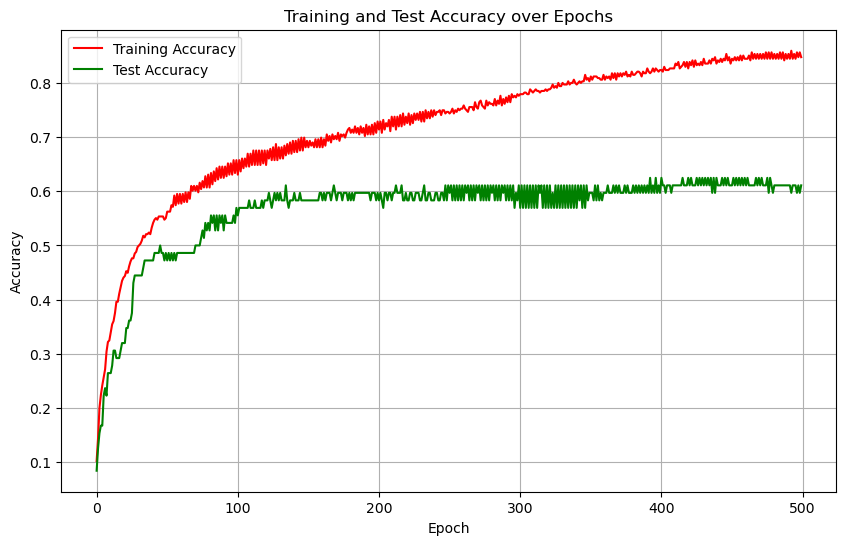 Training and Test Accuracy over Epochs
Training Accuracy
Test Accuracy
Accuracy
0.8
0.7
0.6
0.5
0.4
0.3
0.2
0.1
0 100 200 300 400 500
Epoch